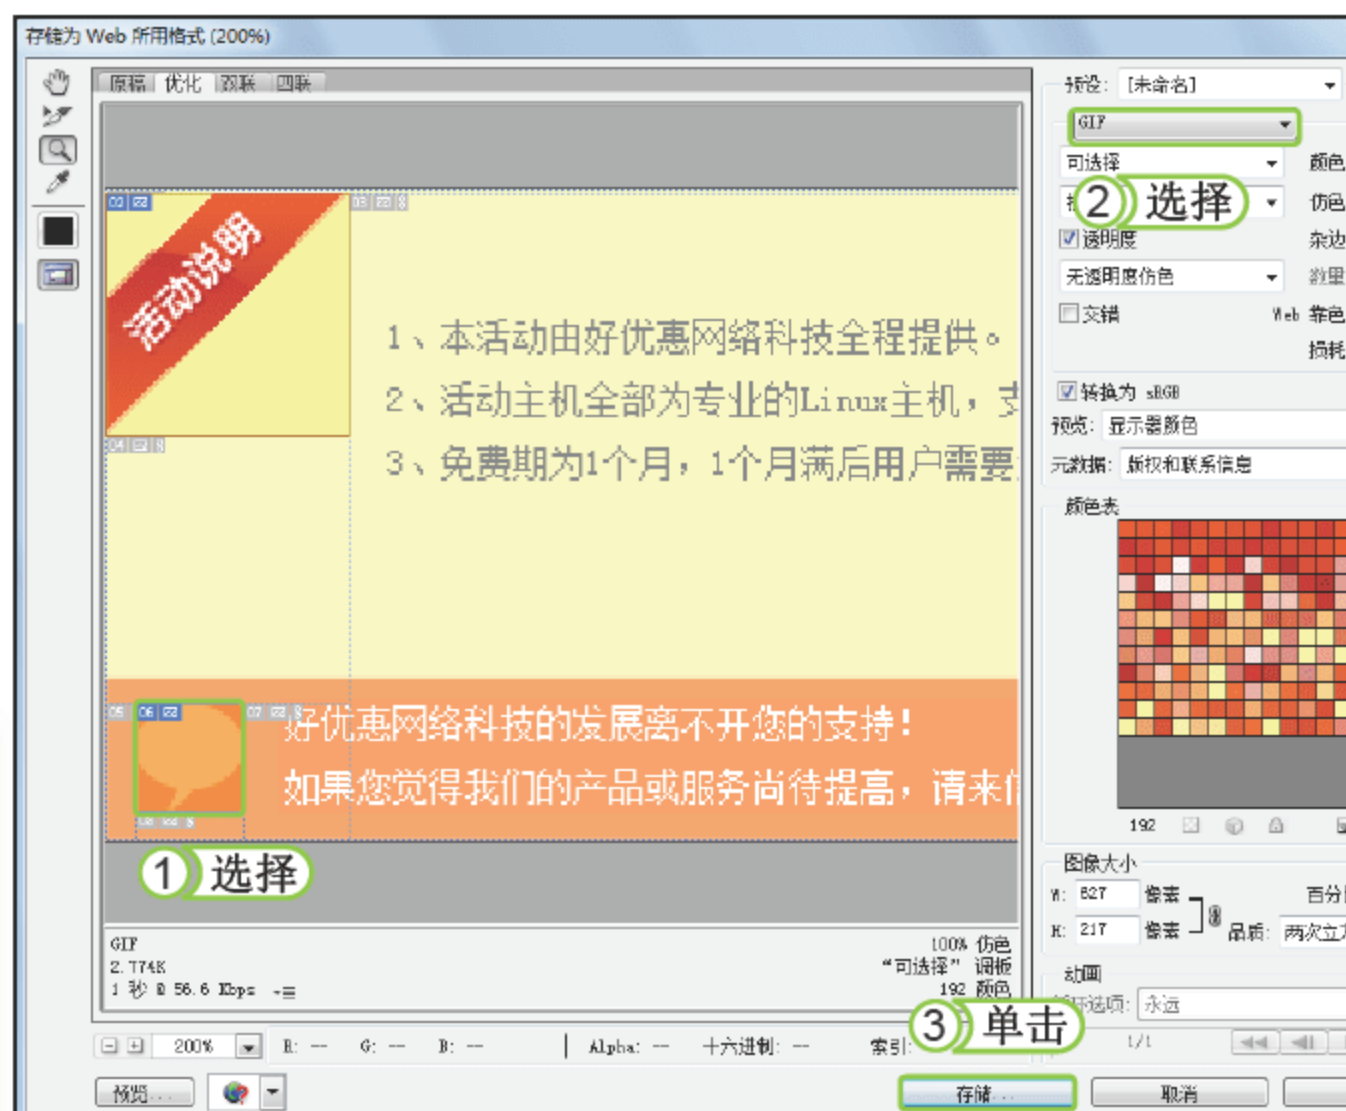 存储为 Web 所用格式 (200%)
原稿 优化 双联 四联
预设: [未命名]
GIF
可选择
颜色
② 选择
仿色
透明度
杂边
无透明度仿色
数量
交错
Web 靠色
损耗
转换为 sRGB
预览: 显示器颜色
元数据: 版权和联系信息
颜色表
02
03
活动说明
1、本活动由好优惠网络科技全程提供。
2、活动主机全部为专业的Linux主机，支
3、免费期为1个月，1个月满后用户需要
04
05 06 07
好优惠网络科技的发展离不开您的支持！
如果您觉得我们的产品或服务尚待提高，请来信
① 选择
192
图像大小
W: 627 像素
百分
H: 217 像素
品质: 两次立方
GIF
2.774K
1 秒 @ 56.6 Kbps
100% 仿色
“可选择” 调板
192 颜色
动画
环选项: 永远
③ 单击
1/1
200%
R: -- G: -- B: --
Alpha: -- 十六进制: -- 索引:
预览...
存储...
取消